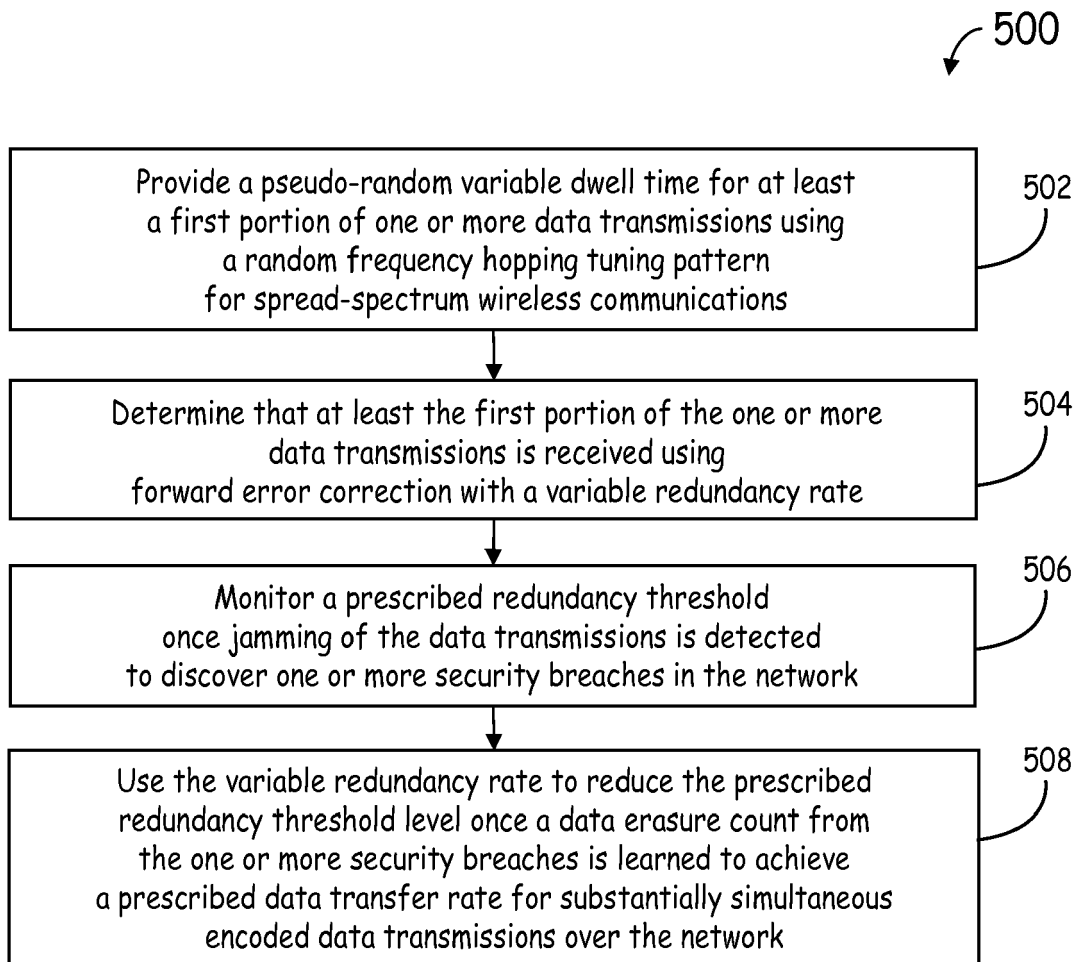 500
Provide a pseudo-random variable dwell time for at least
a first portion of one or more data transmissions using
a random frequency hopping tuning pattern
for spread-spectrum wireless communications
502
Determine that at least the first portion of the one or more
data transmissions is received using
forward error correction with a variable redundancy rate
504
Monitor a prescribed redundancy threshold
once jamming of the data transmissions is detected
to discover one or more security breaches in the network
506
Use the variable redundancy rate to reduce the prescribed
redundancy threshold level once a data erasure count from
the one or more security breaches is learned to achieve
a prescribed data transfer rate for substantially simultaneous
encoded data transmissions over the network
508